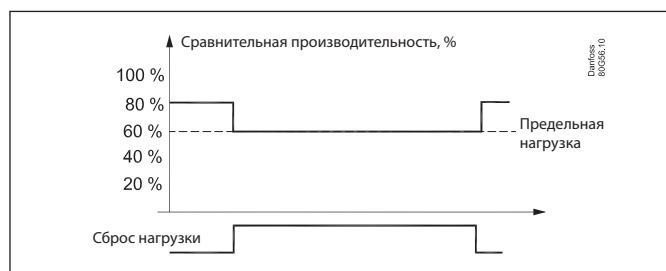 Сравнительная производительность, %
Danfoss
80G56.10
100 %
80 %
60 %
40 %
20 %
Предельная
нагрузка
Сброс нагрузки